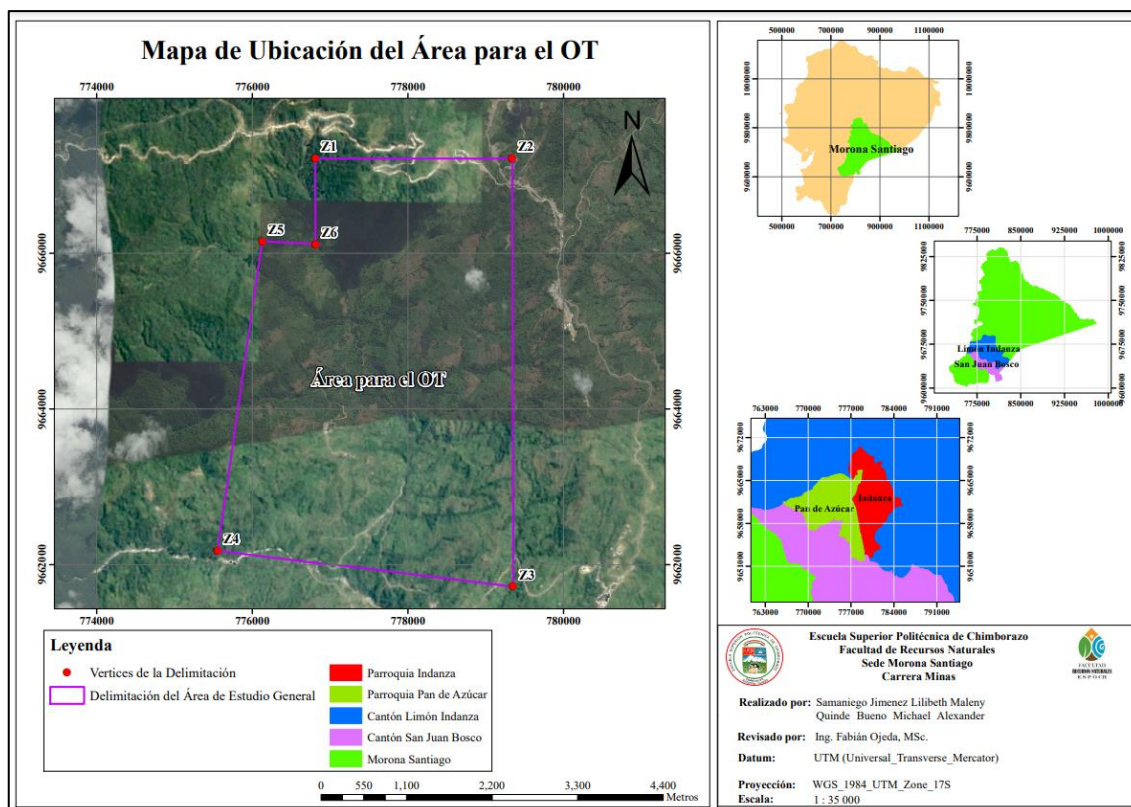 Mapa de Ubicación del Área para el OT
774000 776000 778000 780000
N
Z1
Z2
Z5
Z6
9666000
9666000
Área para el OT
9664000
9664000
Z4
Z3
9662000
9662000
774000 776000 778000 780000
Leyenda
Vertices de la Delimitación
Delimitación del Área de Estudio General
Parroquia Indanza
Parroquia Pan de Azúcar
Cantón Limón Indanza
Cantón San Juan Bosco
Morona Santiago
0 550 1,100 2,200 3,300 4,400
Metros
500000 700000 900000 1100000
10000000
10000000
9800000
9800000
Morona Santiago
9600000
9600000
500000 700000 900000 1100000
775000 850000 925000 1000000
9825000
9825000
9750000
9750000
9675000
9675000
Limón Indanza
San Juan Bosco
9600000
9600000
775000 850000 925000 1000000
763000 770000 777000 784000 791000
9672000
9672000
9665000
9665000
Indanza
Pan de Azúcar
9658000
9658000
9651000
9651000
763000 770000 777000 784000 791000
Escuela Superior Politécnica de Chimborazo
Facultad de Recursos Naturales
Sede Morona Santiago
Carrera Minas
FACULTAD
RECURSOS NATURALES
ESPOCH
Realizado por: Samaniego Jimenez Lilibeth Maleny
Quinde Bueno Michael Alexander
Revisado por: Ing. Fabián Ojeda, MSc.
Datum: UTM (Universal_Transverse_Mercator)
Proyección: WGS_1984_UTM_Zone_17S
Escala: 1 : 35 000